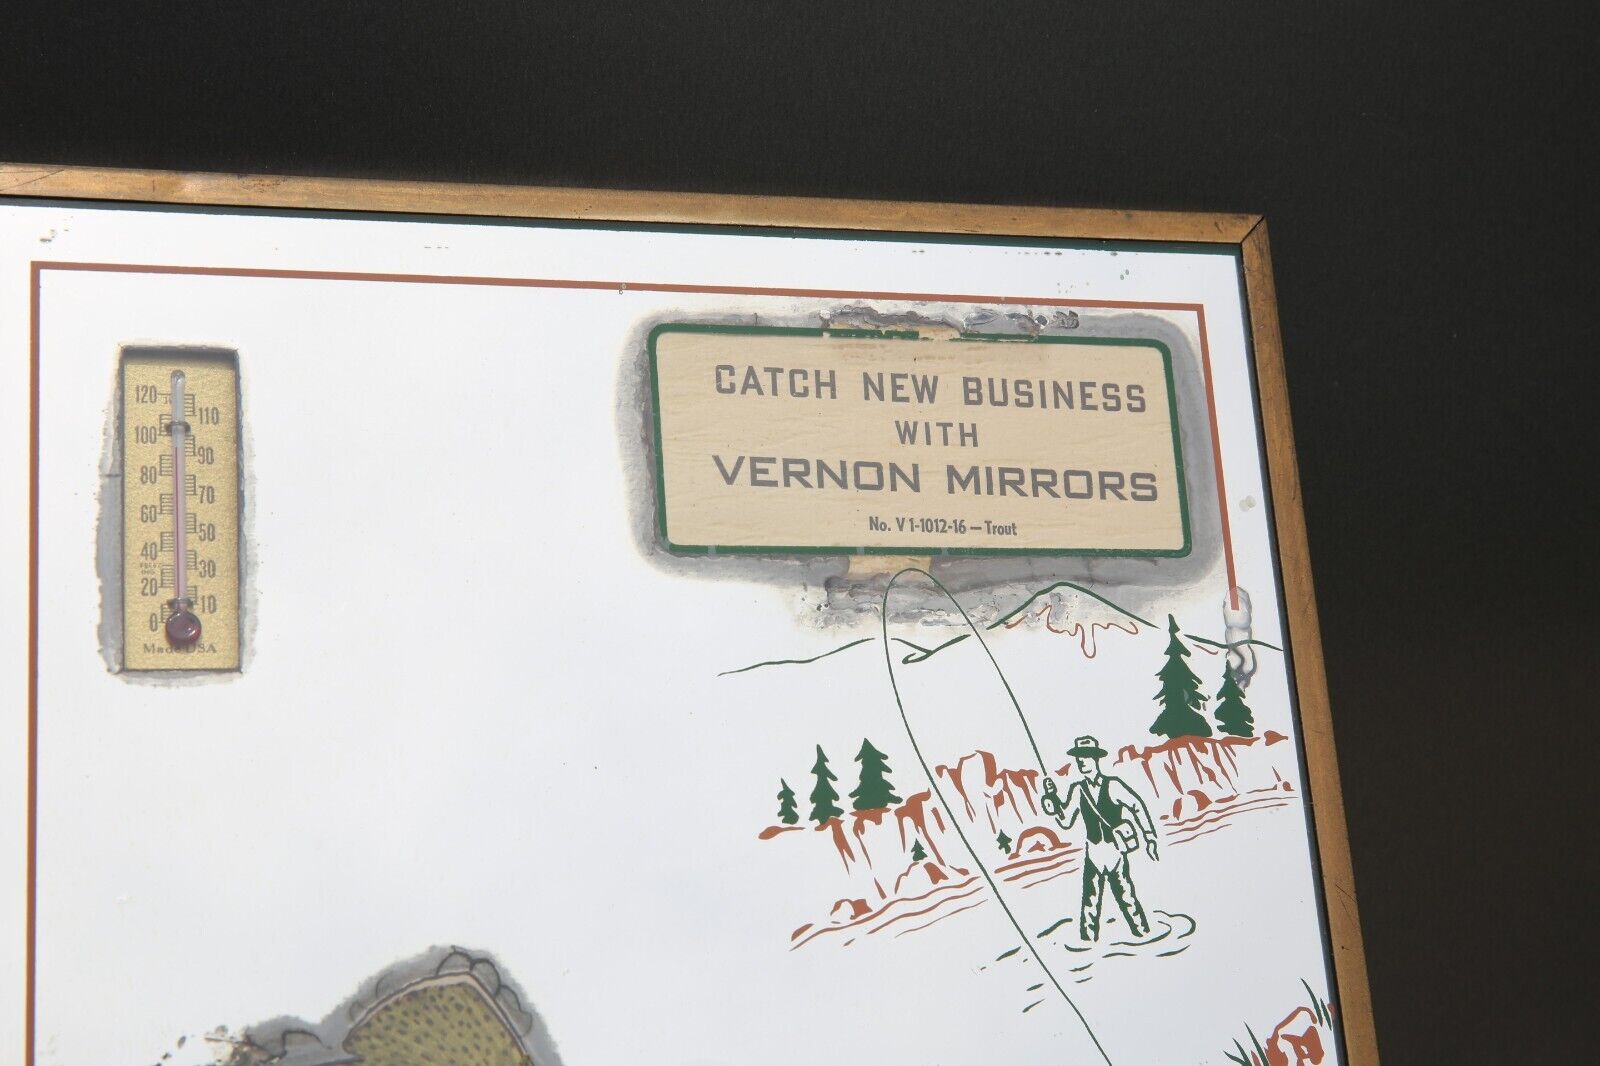 CATCH NEW BUSINESS
WITH
VERNON MIRRORS
No. V 1-1012-16 — Trout
120
110
100
90
80
70
60
50
40
30
20
10
0
Made USA